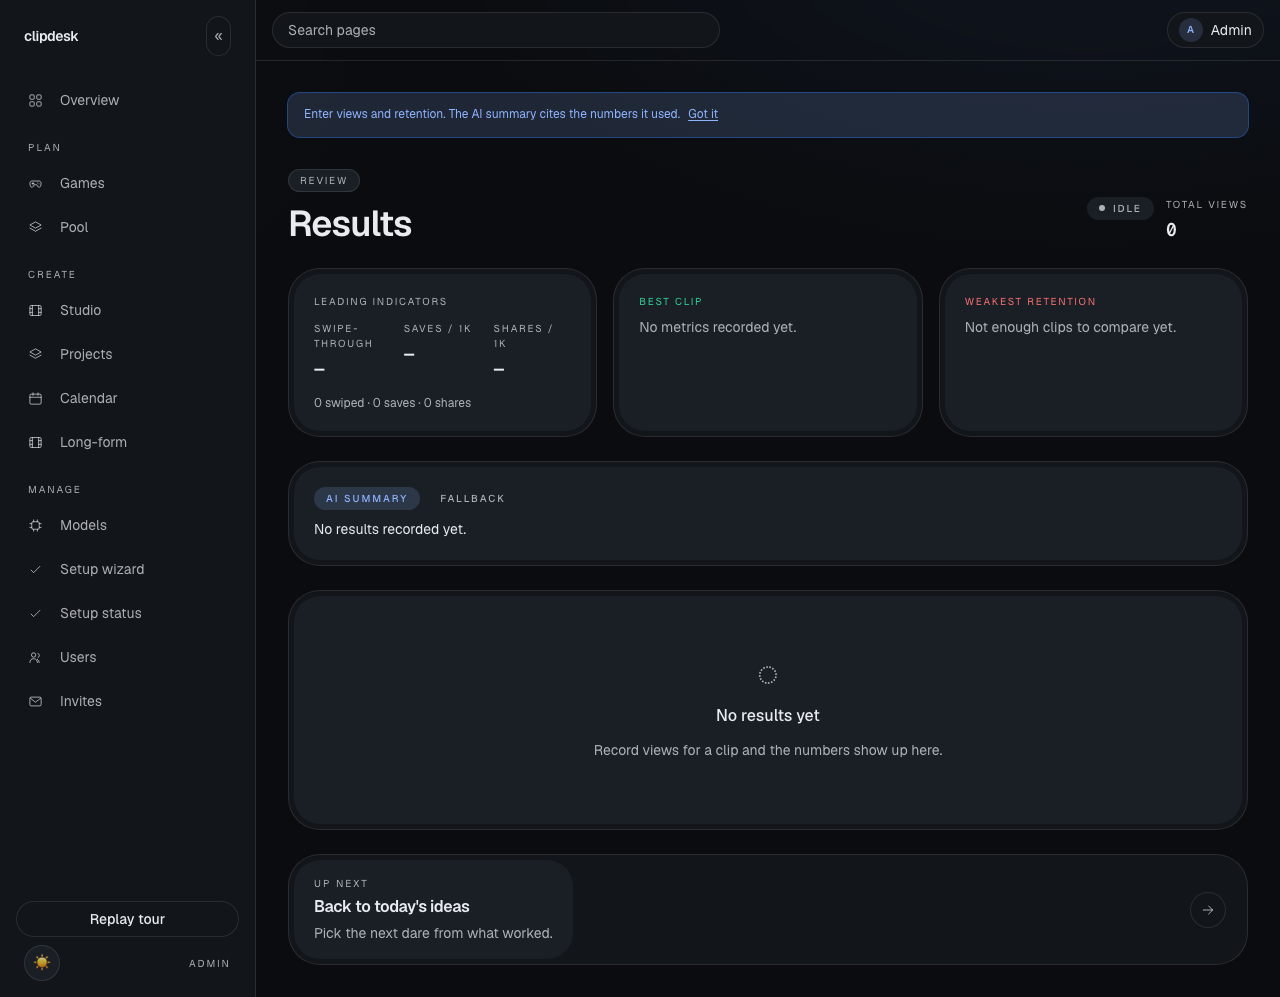 clipdesk
«
Search pages
A
Admin
Overview
PLAN
Games
Pool
CREATE
Studio
Projects
Calendar
Long-form
MANAGE
Models
Setup wizard
Setup status
Users
Invites
Replay tour
ADMIN
Enter views and retention. The AI summary cites the numbers it used. Got it
REVIEW
Results
IDLE
TOTAL VIEWS
0
LEADING INDICATORS
SWIPE-
THROUGH
–
SAVES / 1K
–
SHARES /
1K
–
0 swiped · 0 saves · 0 shares
BEST CLIP
No metrics recorded yet.
WEAKEST RETENTION
Not enough clips to compare yet.
AI SUMMARY
FALLBACK
No results recorded yet.
No results yet
Record views for a clip and the numbers show up here.
UP NEXT
Back to today's ideas
Pick the next dare from what worked.